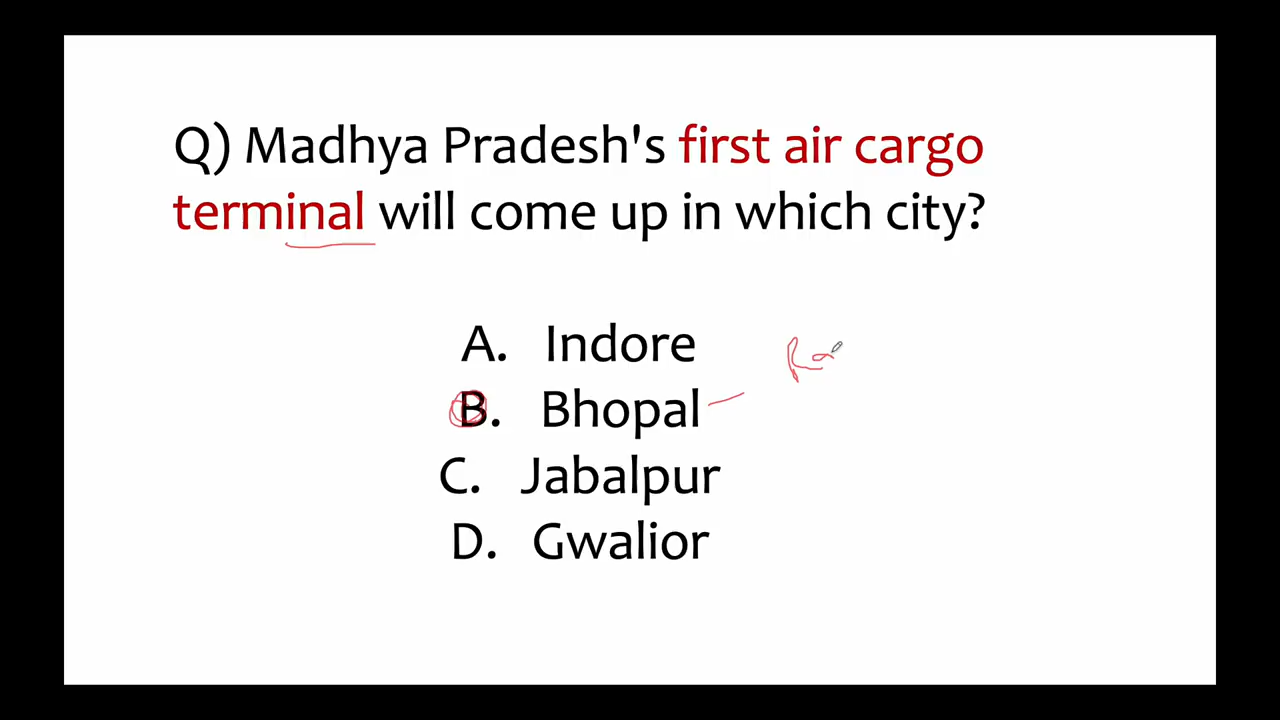 Q) Madhya Pradesh's first air cargo
terminal will come up in which city?
A. Indore
B. Bhopal
C. Jabalpur
D. Gwalior